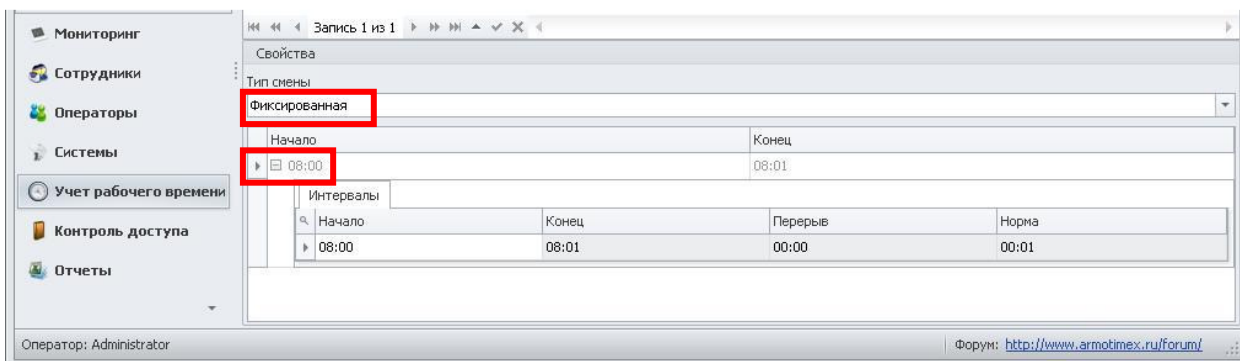 Мониторинг
Сотрудники
Операторы
Системы
Учет рабочего времени
Контроль доступа
Отчеты
Запись 1 из 1
Свойства
Тип смены
Фиксированная
Начало Конец
08:00 08:01
Интервалы
Начало Конец Перерыв Норма
08:00 08:01 00:00 00:01
Оператор: Administrator Форум: http://www.armotimex.ru/forum/